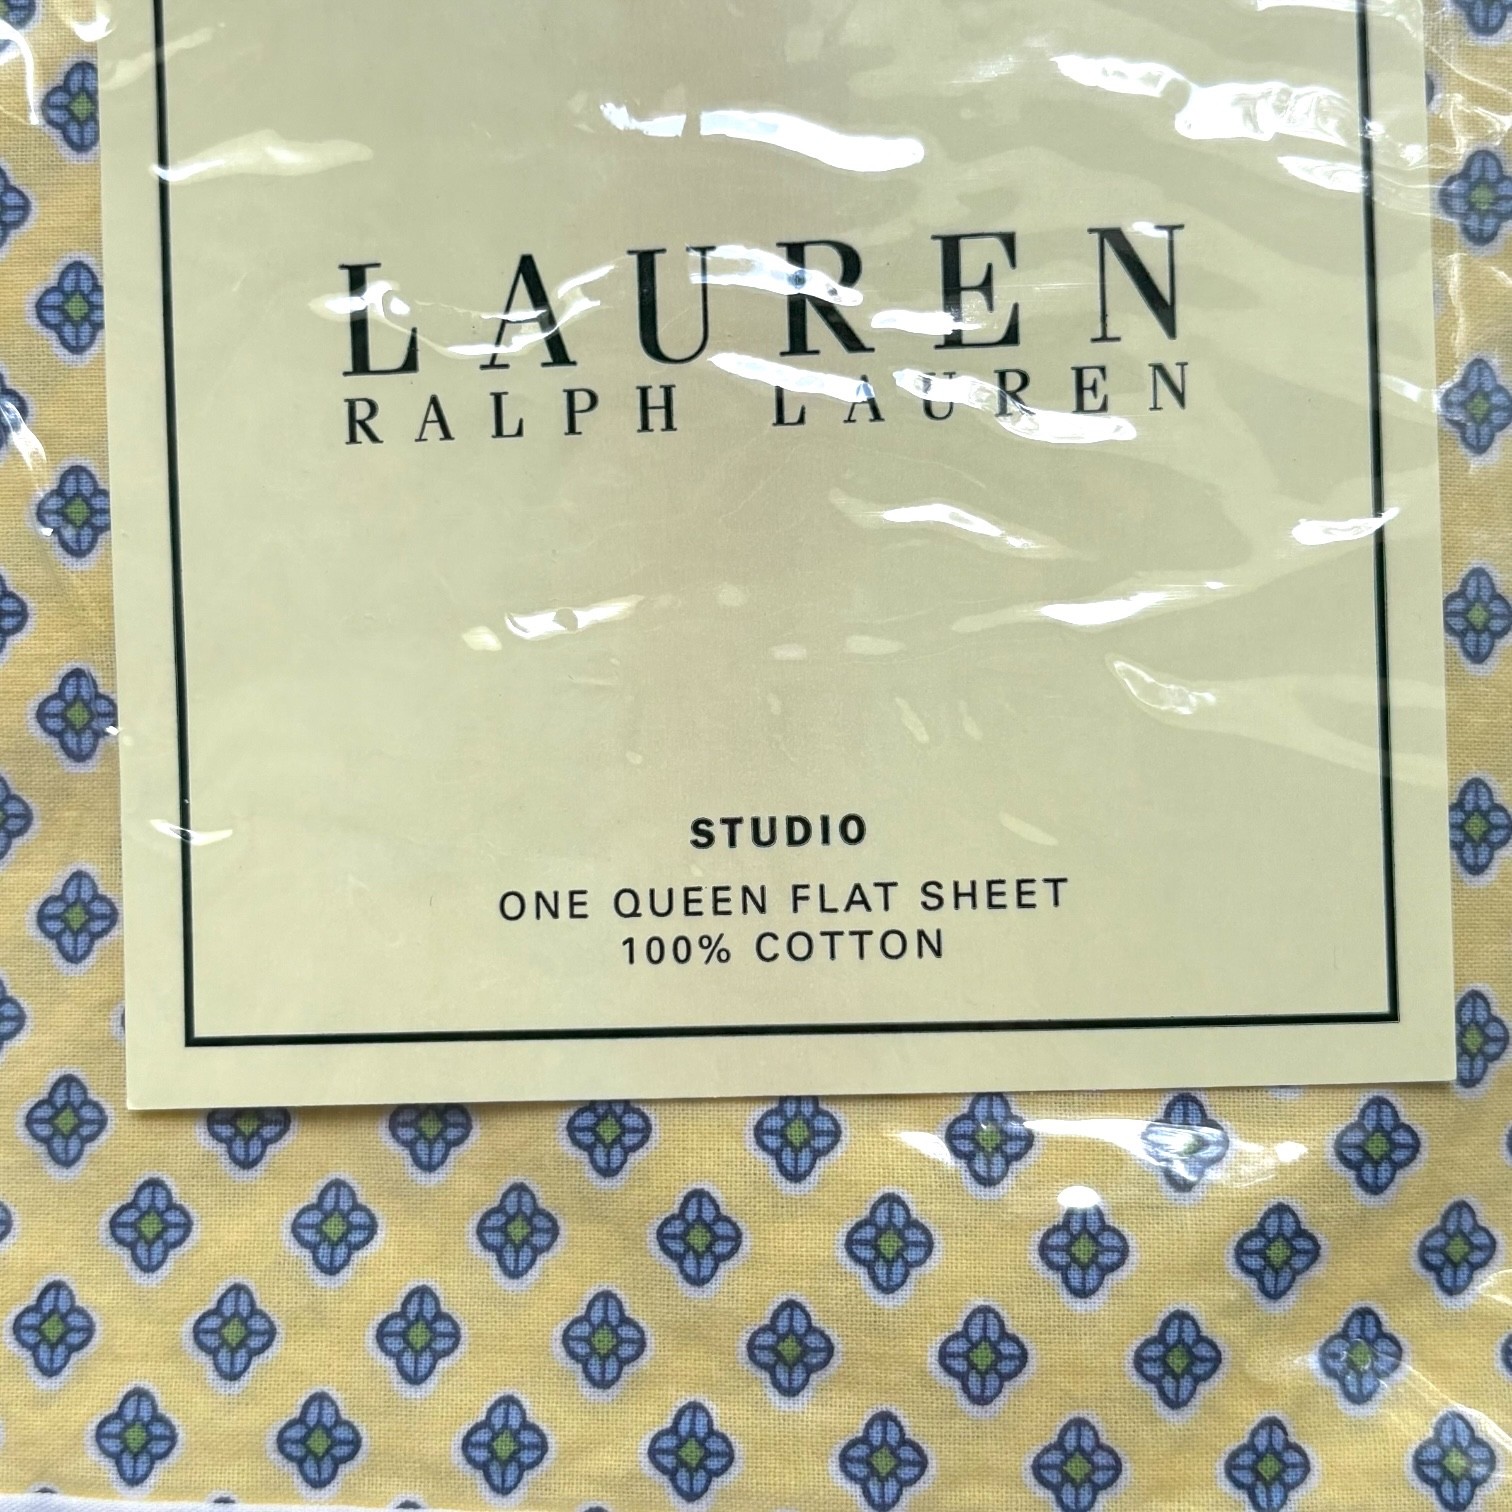 LAUREN
RALPH LAUREN
STUDIO
ONE QUEEN FLAT SHEET
100% COTTON